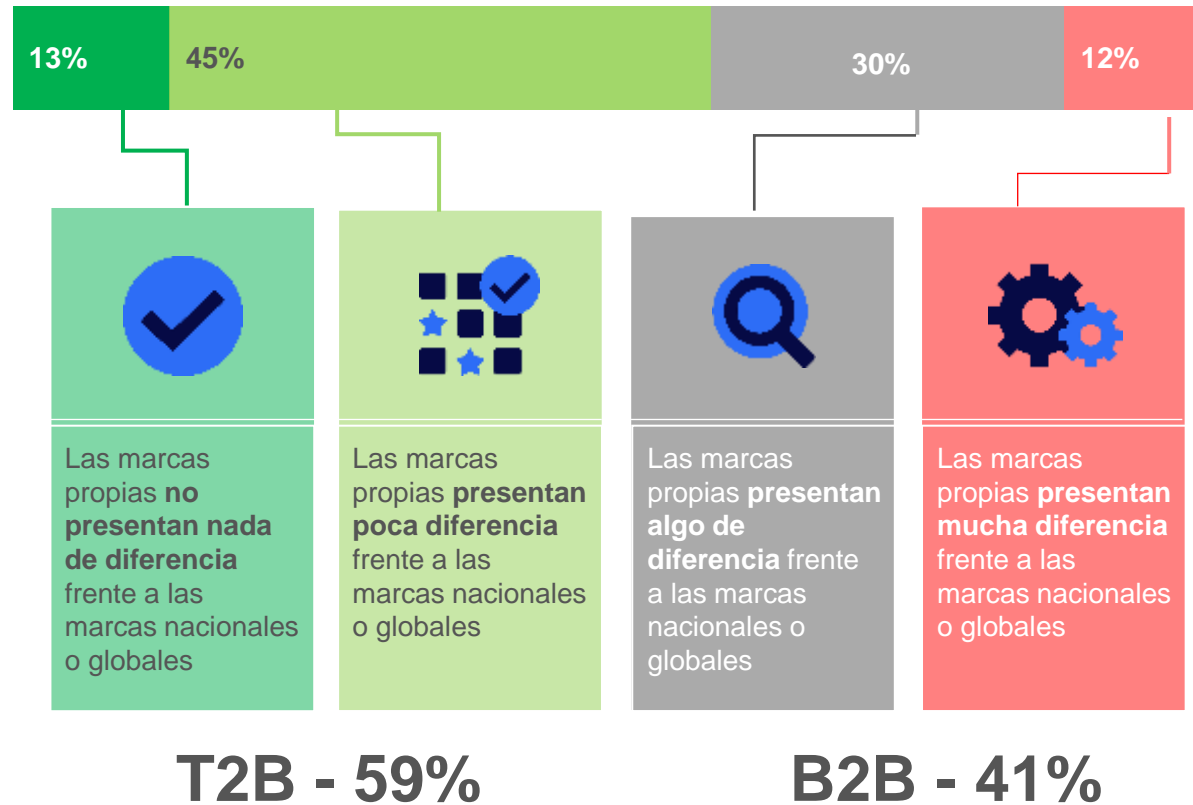 13%
45%
30%
12%
Las marcas
propias no
presentan nada
de diferencia
frente a las
marcas nacionales
o globales
Las marcas
propias presentan
poca diferencia
frente a las
marcas nacionales
o globales
Las marcas
propias presentan
algo de
diferencia frente
a las marcas
nacionales o
globales
Las marcas
propias presentan
mucha diferencia
frente a las
marcas nacionales
o globales
T2B - 59%
B2B - 41%